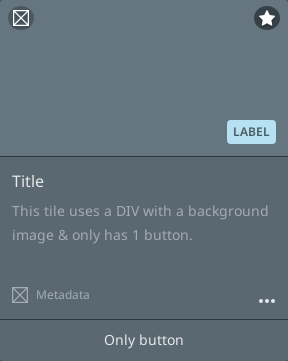 LABEL
Title
This tile uses a DIV with a background
image & only has 1 button.
Metadata
Only button